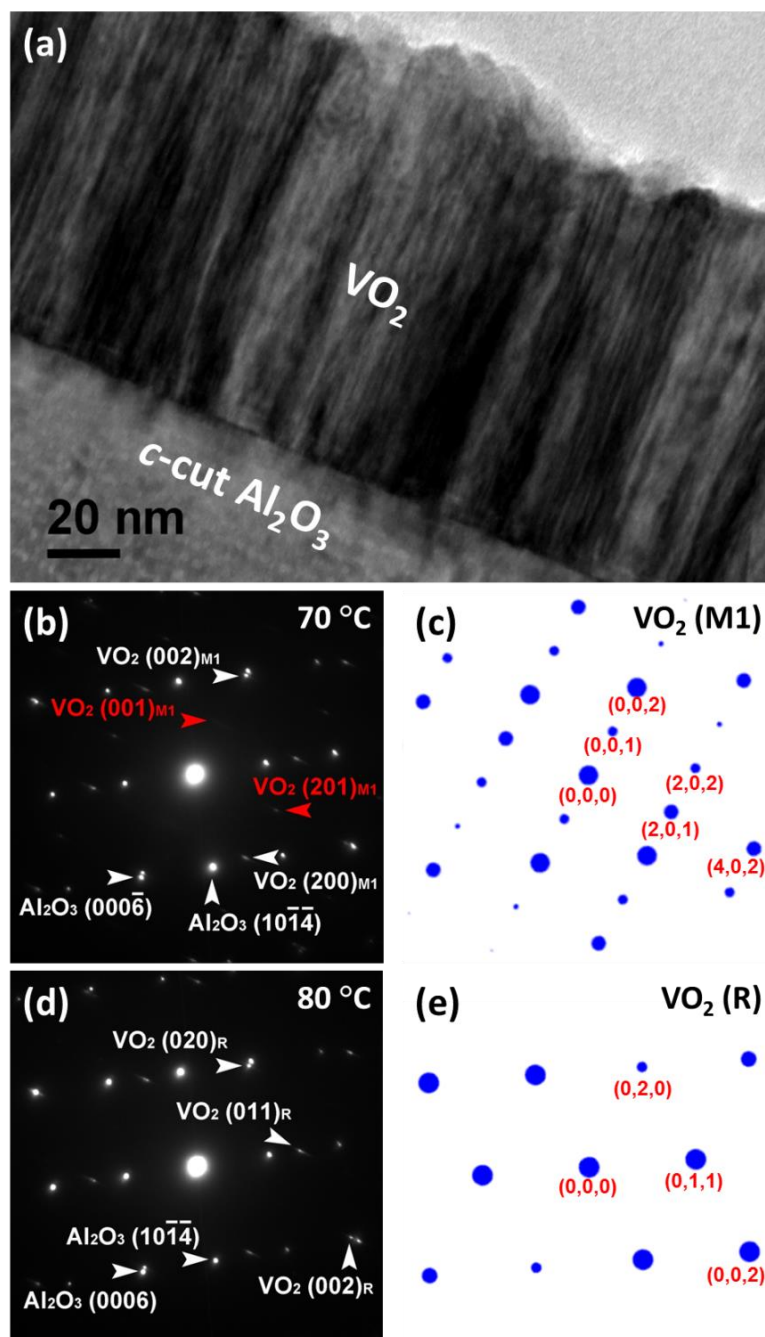 (a)
VO₂
c-cut Al₂O₃
20 nm
(b)
70 °C
VO₂ (002)M1
VO₂ (001)M1
VO₂ (201)M1
VO₂ (200)M1
Al₂O₃ (0006̄)
Al₂O₃ (101̄4̄)
(c)
VO₂ (M1)
(0,0,2)
(0,0,1)
(2,0,2)
(0,0,0)
(2,0,1)
(4,0,2)
(d)
80 °C
VO₂ (020)R
VO₂ (011)R
Al₂O₃ (101̄4̄)
Al₂O₃ (0006)
VO₂ (002)R
(e)
VO₂ (R)
(0,2,0)
(0,0,0)
(0,1,1)
(0,0,2)